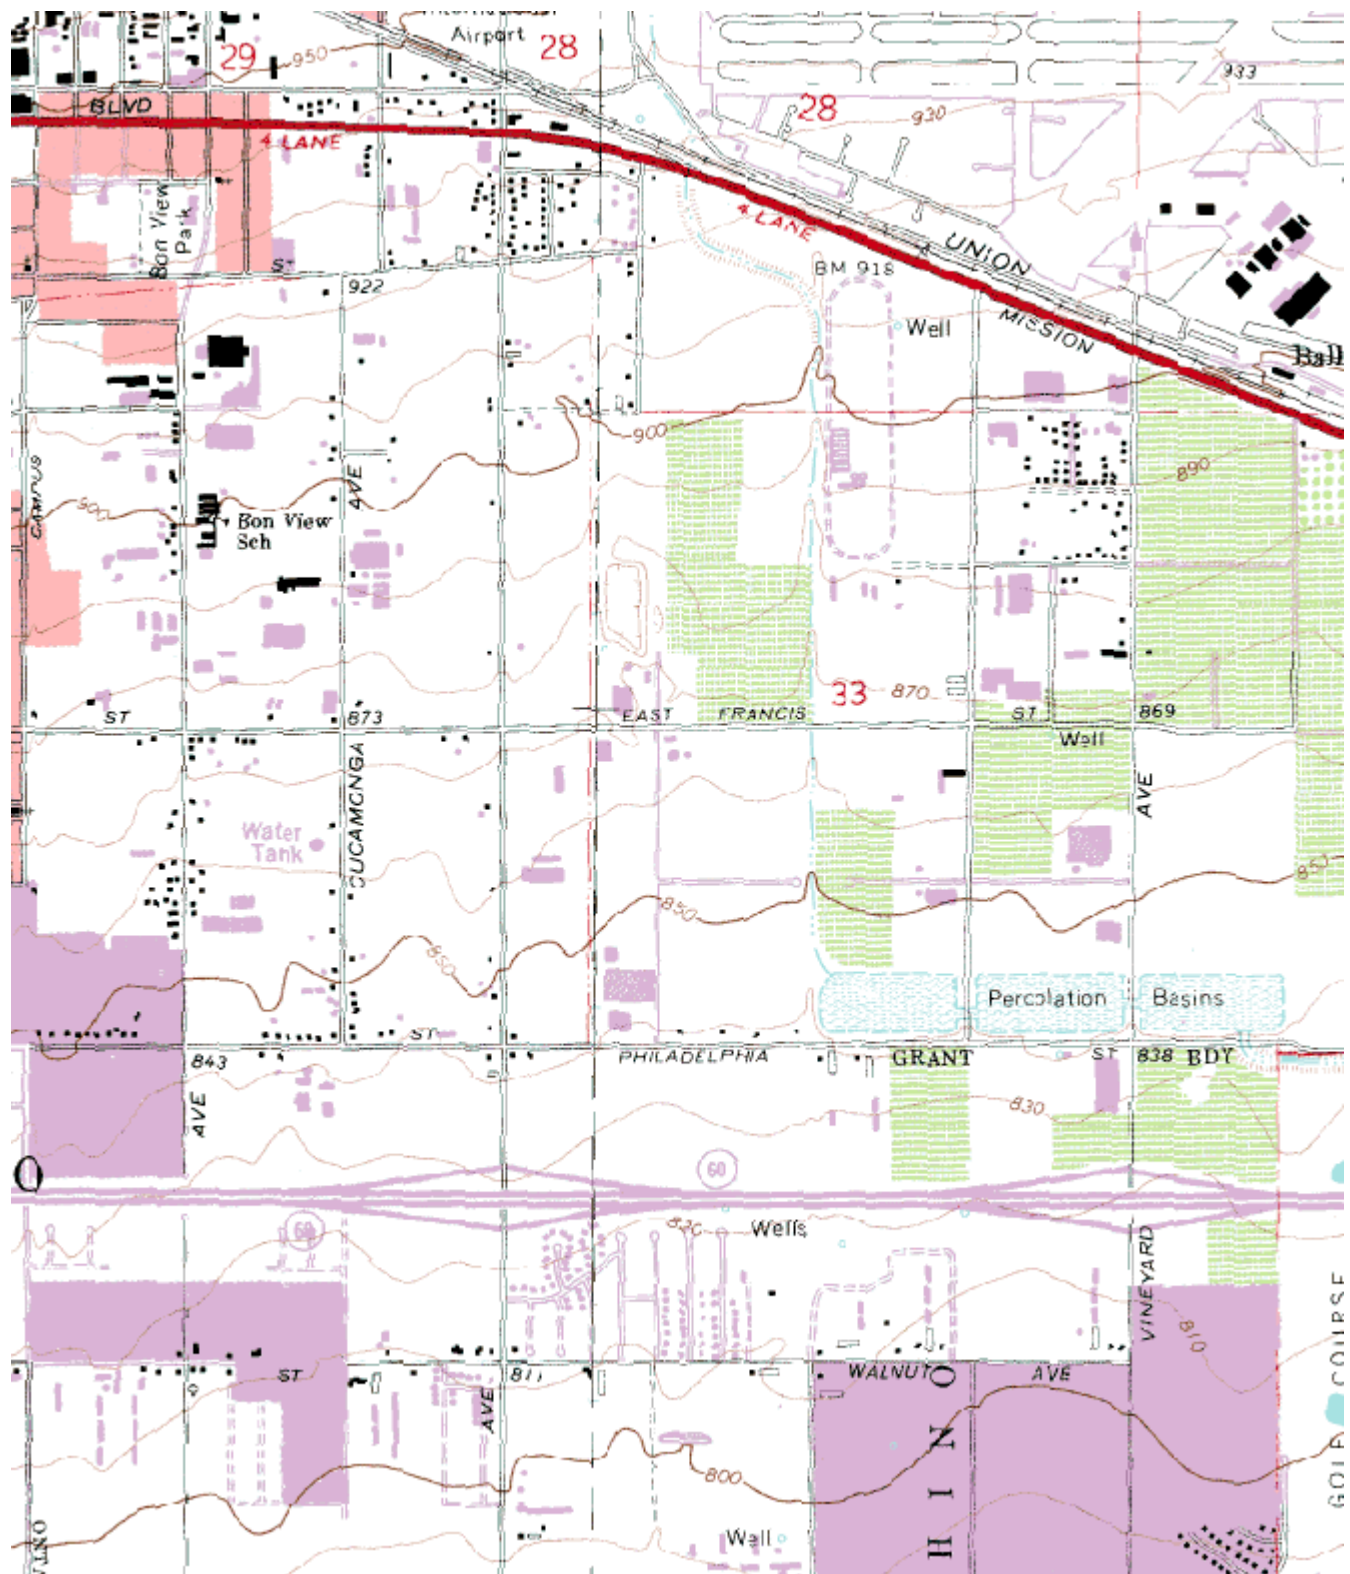 Airport
29
28
950
933
BLVD
4 LANE
28
930
Bon View
Park
4 LANE
UNION
ST
BM 918
922
MISSION
Well
Ball
900
890
CAMPUS
AVE
900
Bon View
Sch
33
870
ST
873
EAST FRANCIS
ST
869
Well
CUCAMONGA
AVE
Water
Tank
850
850
850
Percolation
Basins
ST
PHILADELPHIA
GRANT
ST
838
BDY
843
830
AVE
O
60
60
820
Wells
VINEYARD
810
GOLF COURSE
ST
811
WALNUT
AVE
AVE
800
CHINO
Well
ONT